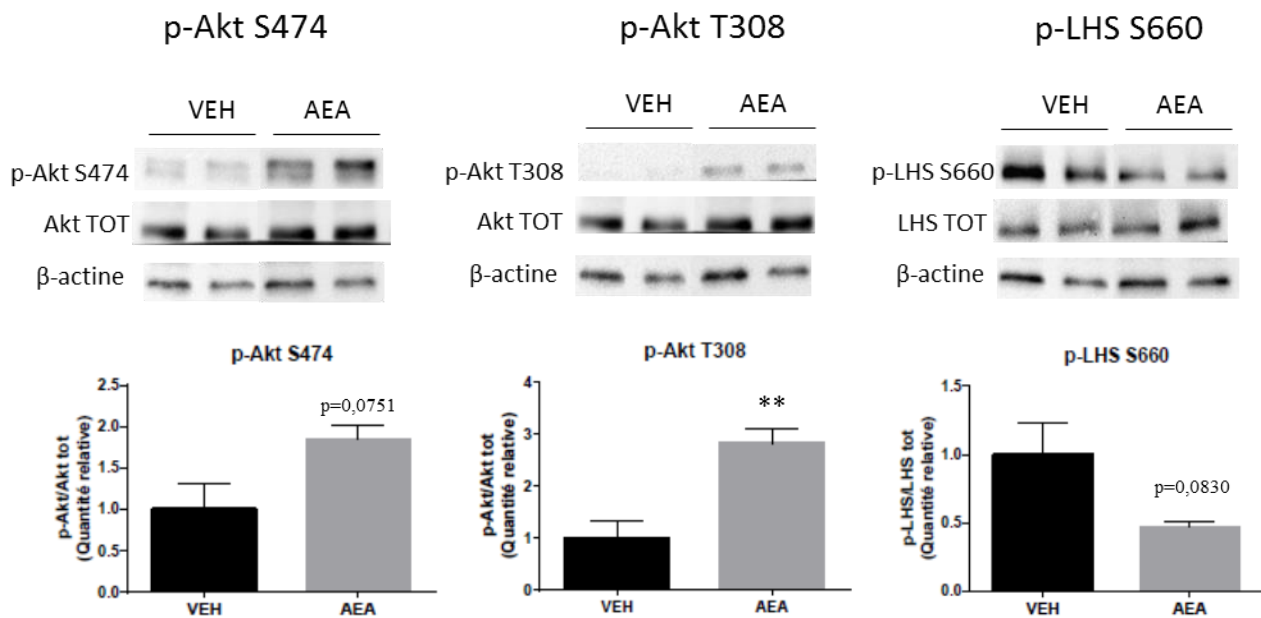 p-Akt S474
VEH
AEA
p-Akt S474
Akt TOT
β-actine
p-Akt S474
p-Akt/Akt tot
(Quantité relative)
2.5
2.0
1.5
1.0
0.5
0.0
p=0,0751
VEH
AEA
p-Akt T308
VEH
AEA
p-Akt T308
Akt TOT
β-actine
p-Akt T308
p-Akt/Akt tot
(Quantité relative)
4
3
2
1
0
**
VEH
AEA
p-LHS S660
VEH
AEA
p-LHS S660
LHS TOT
β-actine
p-LHS S660
p-LHS/LHS tot
(Quantité relative)
1.5
1.0
0.5
0.0
p=0,0830
VEH
AEA